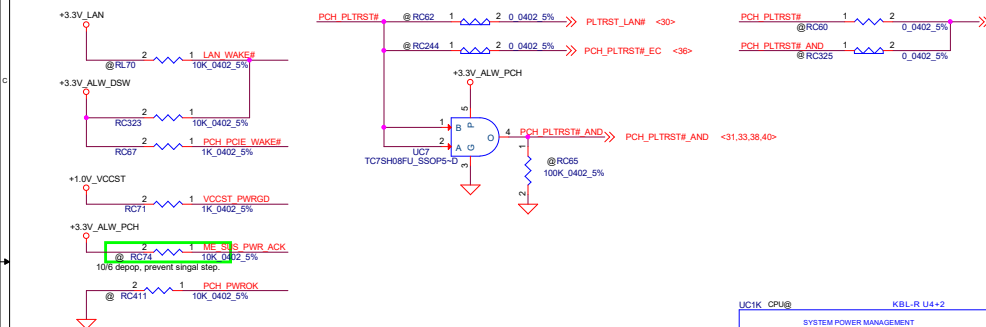 +3.3V_LAN
2 1 LAN_WAKE#
@RL70 10K_0402_5%
+3.3V_ALW_DSW
2 1
RC323 10K_0402_5%
2 1 PCH_PCIE_WAKE#
RC67 1K_0402_5%
+1.0V_VCCST
2 1 VCCST_PWRGD
RC71 1K_0402_5%
+3.3V_ALW_PCH
2 1 ME_SUS_PWR_ACK
@ RC74 10K_0402_5%
10/6 depop, prevent singal step.
2 1 PCH_PWROK
@ RC411 10K_0402_5%
C
PCH_PLTRST# @RC62 1 2 0_0402_5% PLTRST_LAN# <30>
@RC244 1 2 0_0402_5% PCH_PLTRST#_EC <36>
+3.3V_ALW_PCH
5
1 B P
O 4 PCH_PLTRST#_AND PCH_PLTRST#_AND <31,33,38,40>
2 A G
UC7
TC7SH08FU_SSOP5~D
3
1
@RC65
100K_0402_5%
2
PCH_PLTRST# 2 1
@RC60 0_0402_5%
PCH_PLTRST#_AND 2 1
@RC325 0_0402_5%
UC1K CPU@ KBL-R U4+2
SYSTEM POWER MANAGEMENT